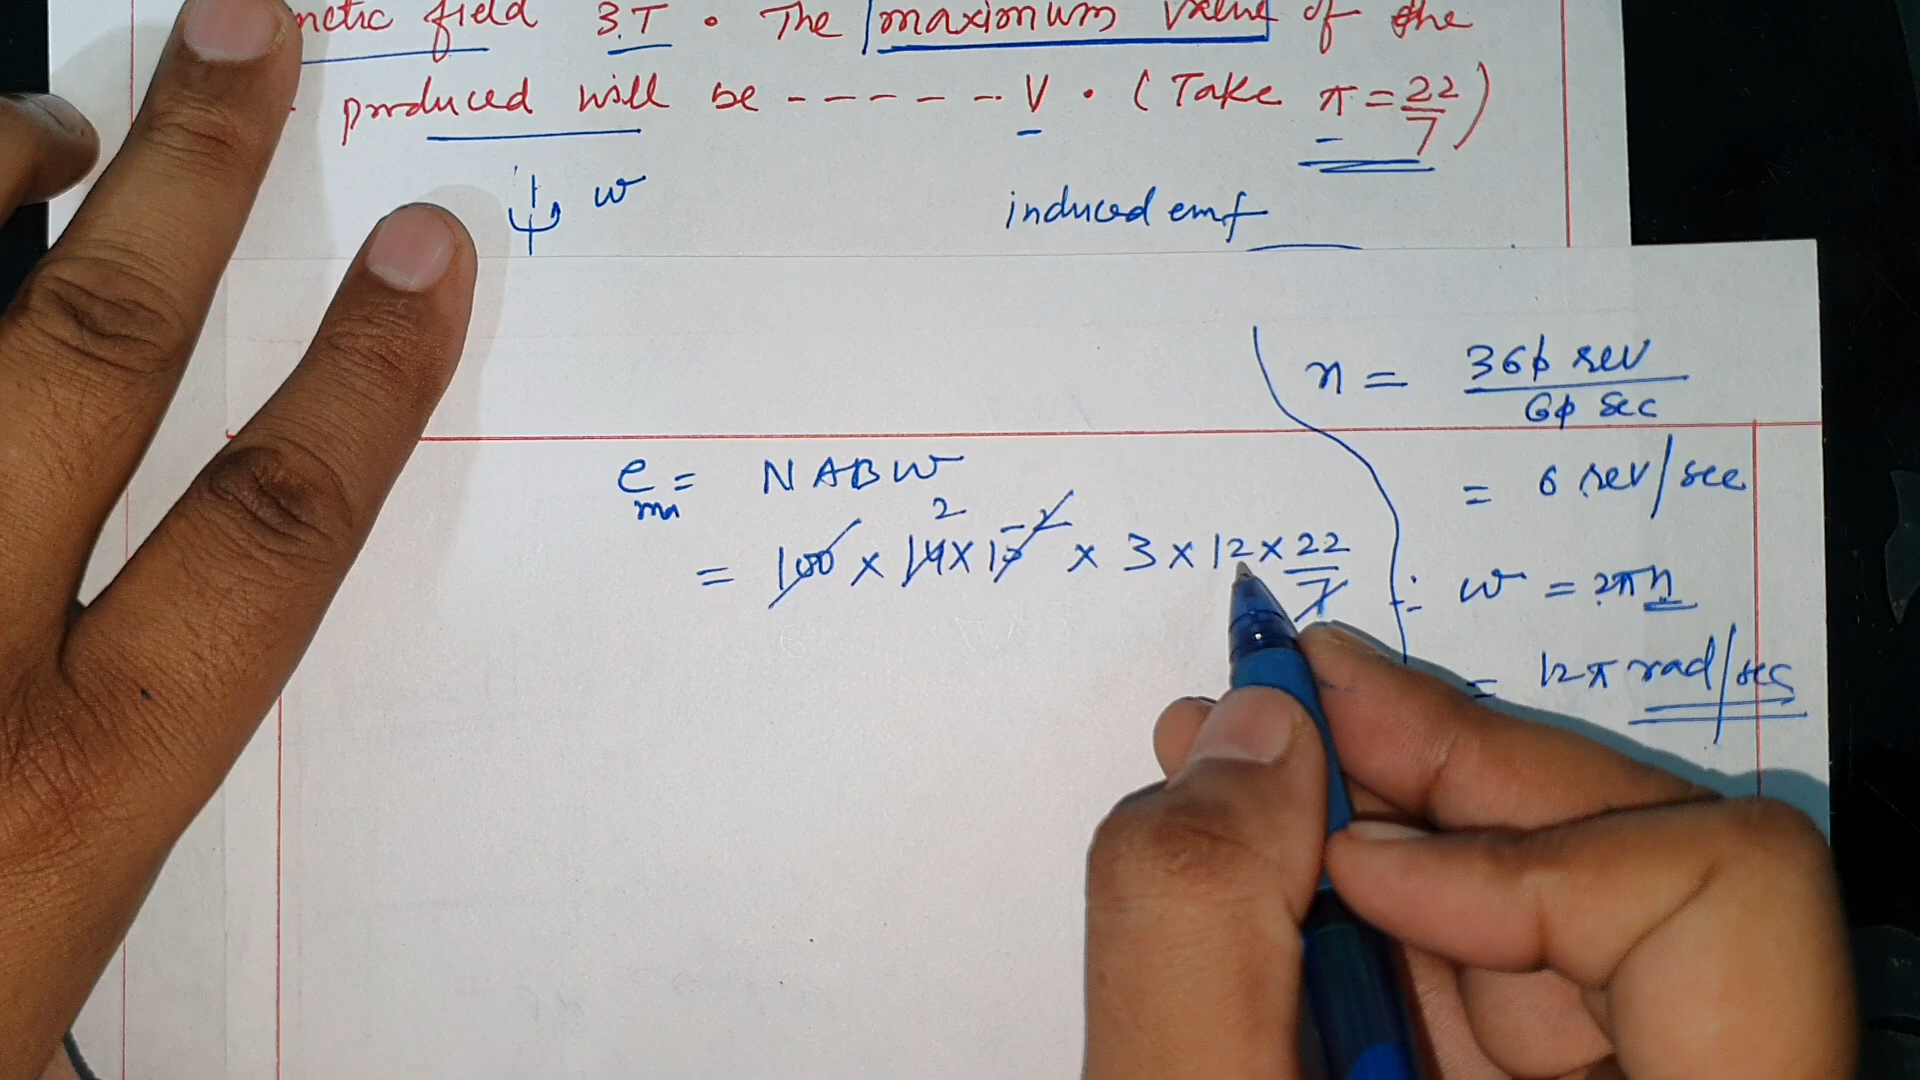 netic field 3.T . The maximum value of the
produced will be ------ V . ( Take π = 22/7 )
w
induced emf
n = 360 rev / 60 sec
= 6 rev/sec
e = NABW
m
2
= 100 × 14 × 10^-2 × 3 × 12 × 22/7
∴ w = 2πn
= 12π rad/sec